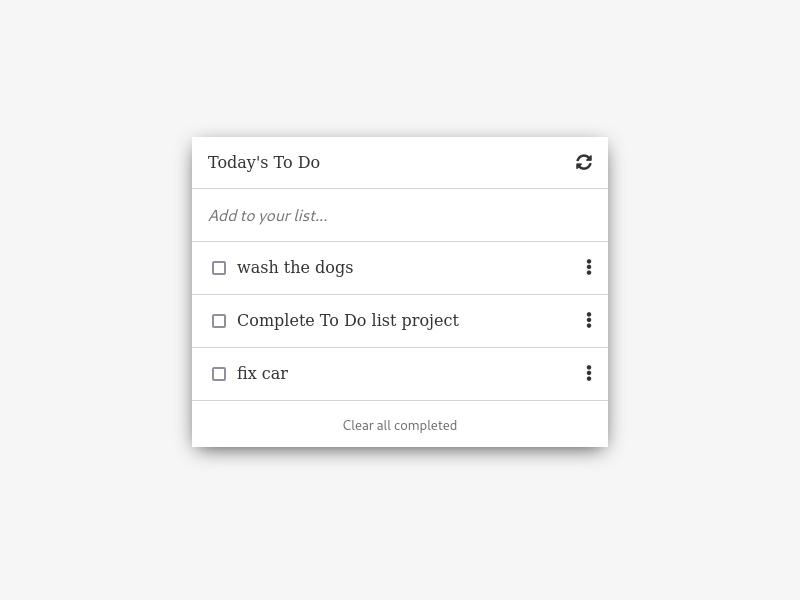 Today's To Do
Add to your list...
wash the dogs
Complete To Do list project
fix car
Clear all completed